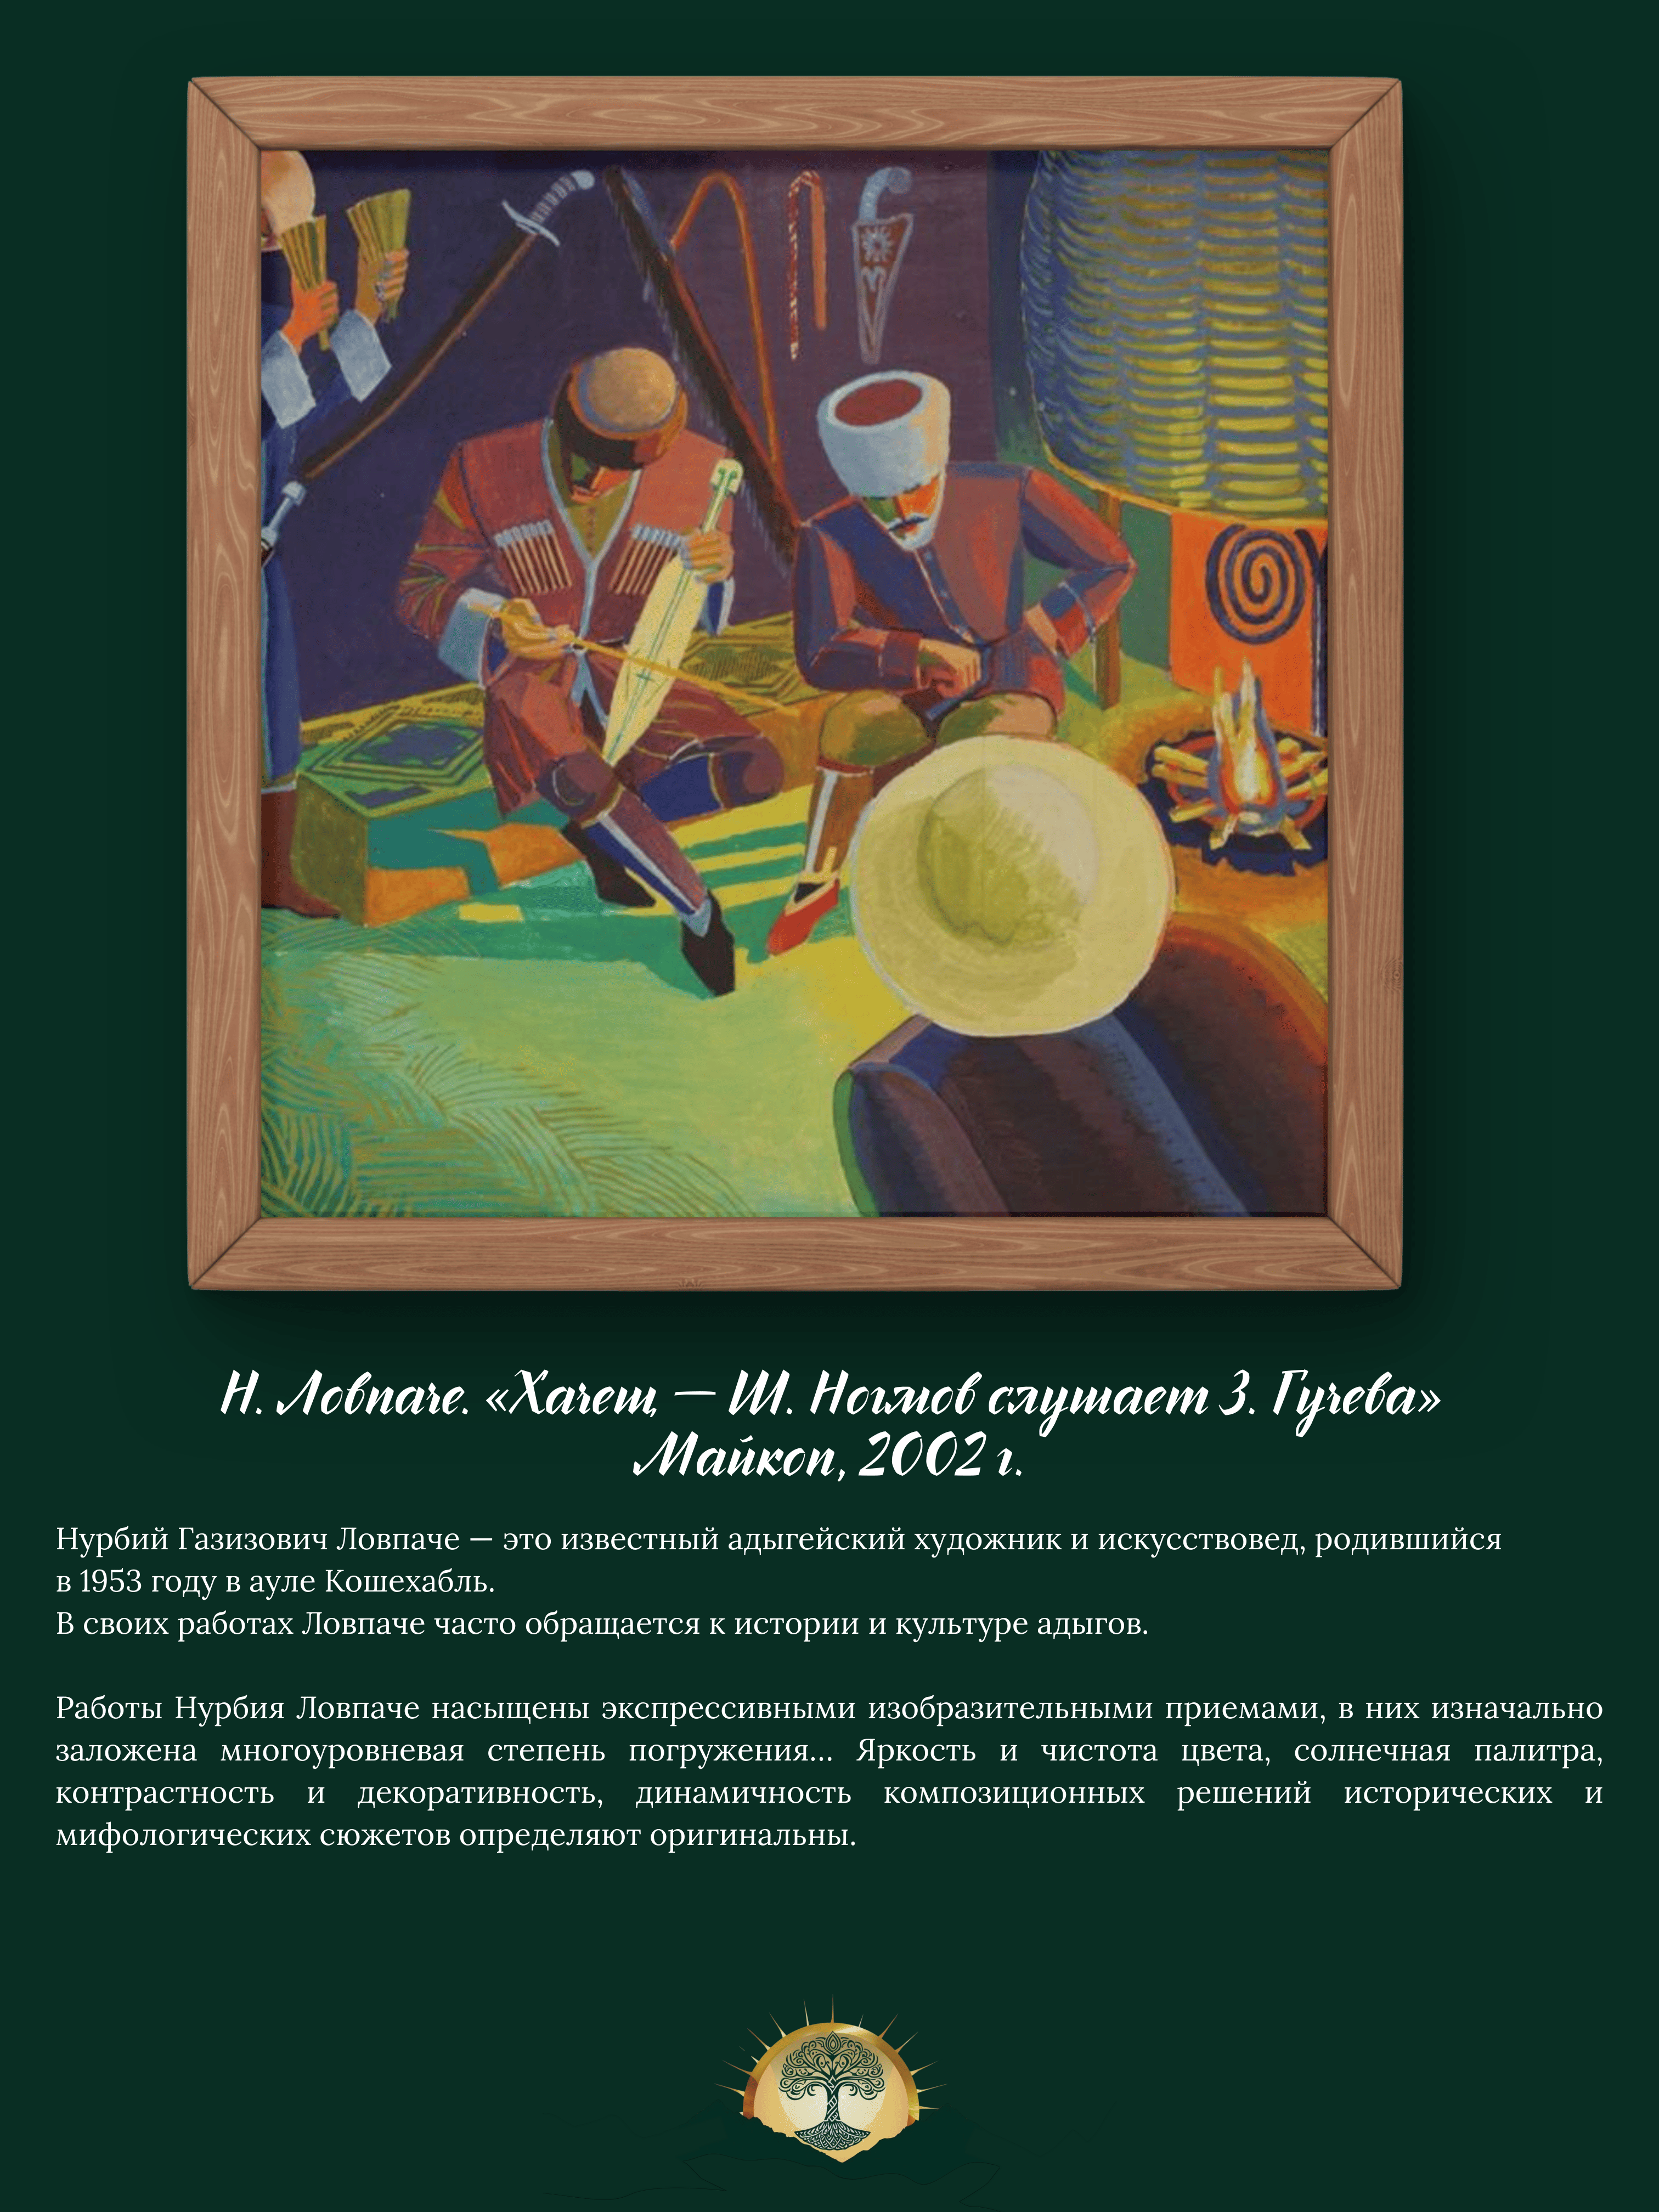 Н. Ловпаче. «Хачещ — Ш. Ногмов слушает З. Гучева»
Майкоп, 2002 г.
Нурбий Газизович Ловпаче — это известный адыгейский художник и искусствовед, родившийся
в 1953 году в ауле Кошехабль.
В своих работах Ловпаче часто обращается к истории и культуре адыгов.
Работы Нурбия Ловпаче насыщены экспрессивными изобразительными приемами, в них изначально
заложена многоуровневая степень погружения... Яркость и чистота цвета, солнечная палитра,
контрастность и декоративность, динамичность композиционных решений исторических и
мифологических сюжетов определяют оригинальны.